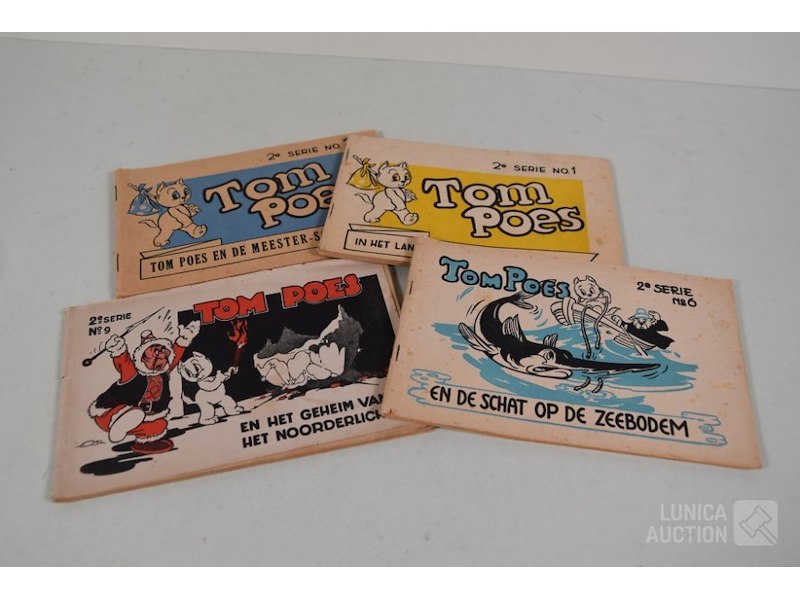 2e SERIE NO.
Tom
TOM POES EN DE MEESTER-S
2e SERIE NO.1
Tom
Poes
IN HET LAN
2e SERIE
No 9
TOM POES
EN HET GEHEIM VAN
HET NOORDERLICH
TOM POES
2e SERIE
No 6
EN DE SCHAT OP DE ZEEBODEM
LUNICA
AUCTION